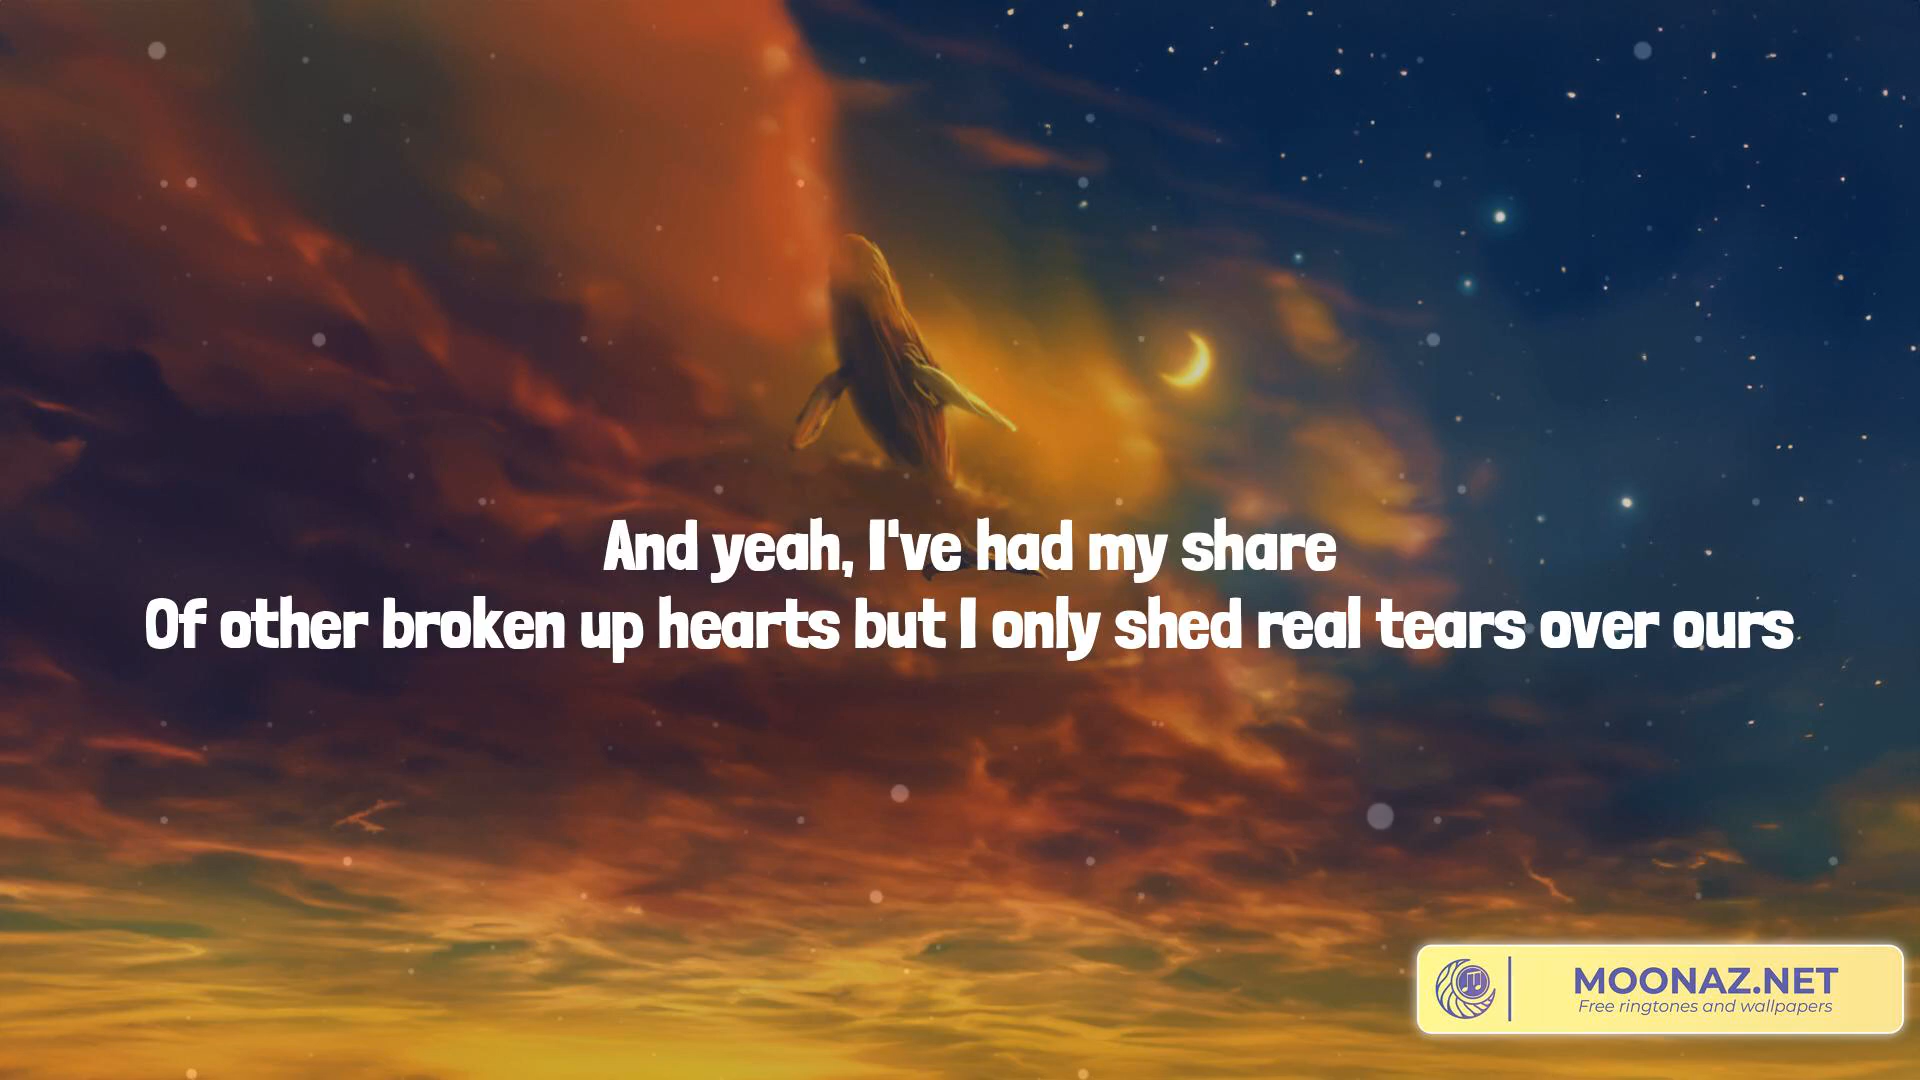 And yeah, I've had my share
Of other broken up hearts but I only shed real tears over ours
MOONAZ.NET
Free ringtones and wallpapers